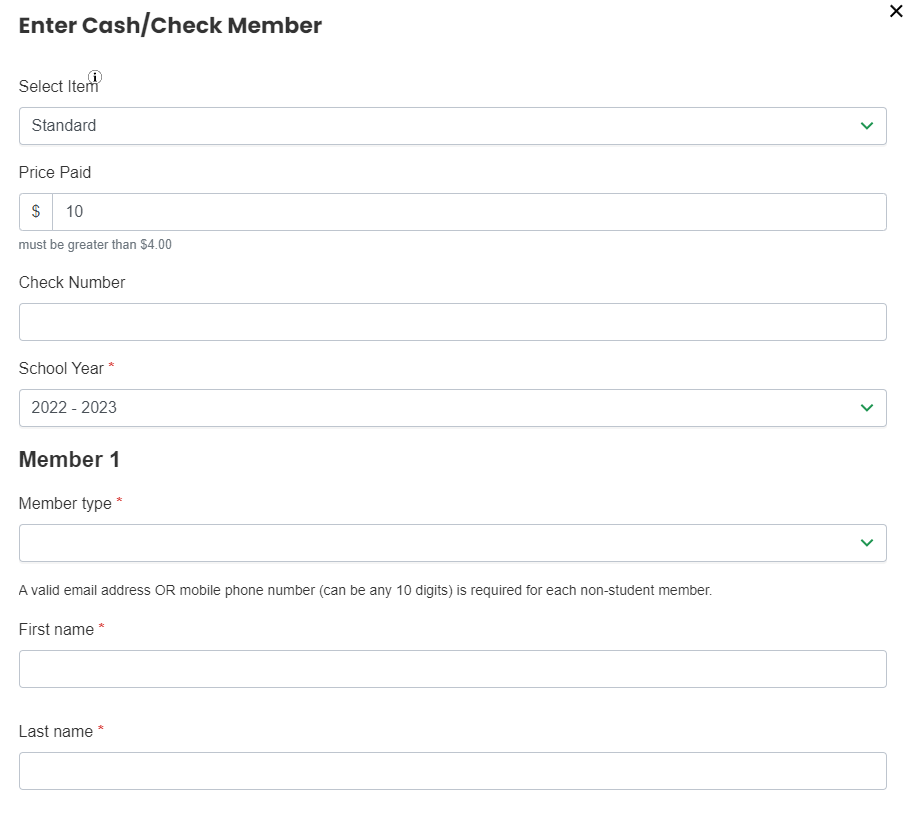 Enter Cash/Check Member
Select Item
Standard
Price Paid
$ 10
must be greater than $4.00
Check Number
School Year *
2022 - 2023
Member 1
Member type *
A valid email address OR mobile phone number (can be any 10 digits) is required for each non-student member.
First name *
Last name *